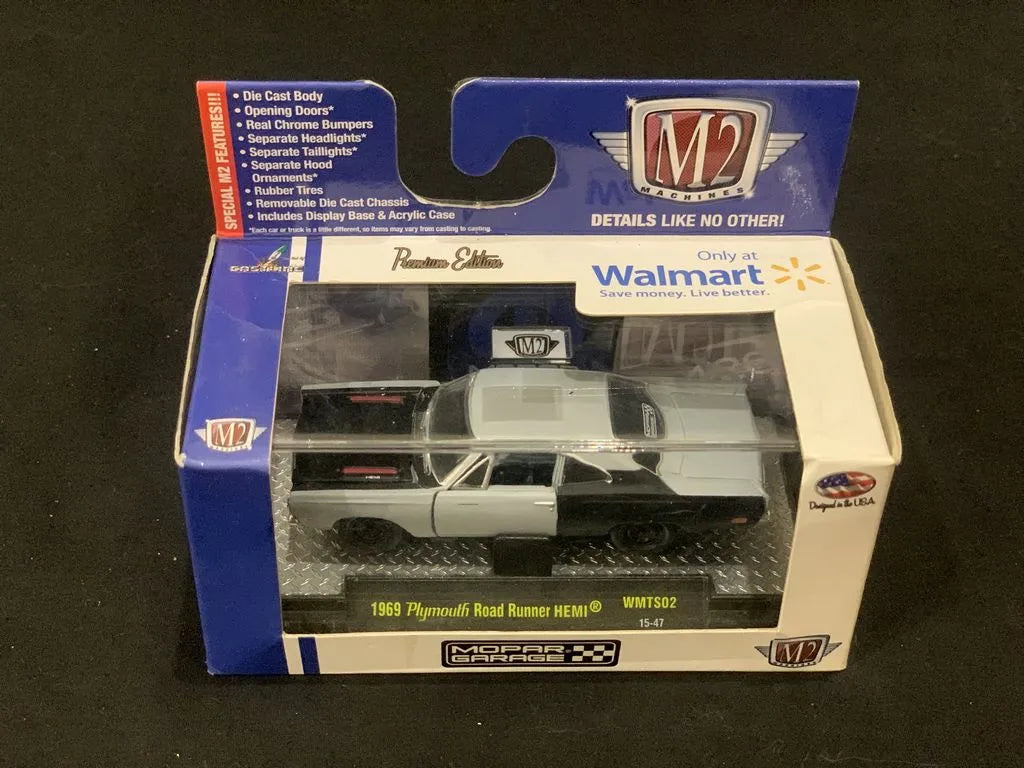 SPECIAL M2 FEATURES!!!
• Die Cast Body
• Opening Doors*
• Real Chrome Bumpers
• Separate Headlights*
• Separate Taillights*
• Separate Hood
Ornaments*
• Rubber Tires
• Removable Die Cast Chassis
• Includes Display Base & Acrylic Case
*Each car or truck is a little different, so items may vary from casting to casting.
M2
MACHINES
DETAILS LIKE NO OTHER!
GASOLINE
Premium Edition
Only at
Walmart
Save money. Live better.
M2
M2
HEMI
Designed in the U.S.A.
1969 Plymouth Road Runner HEMI®
WMTS02
15-47
MOPAR
GARAGE
M2